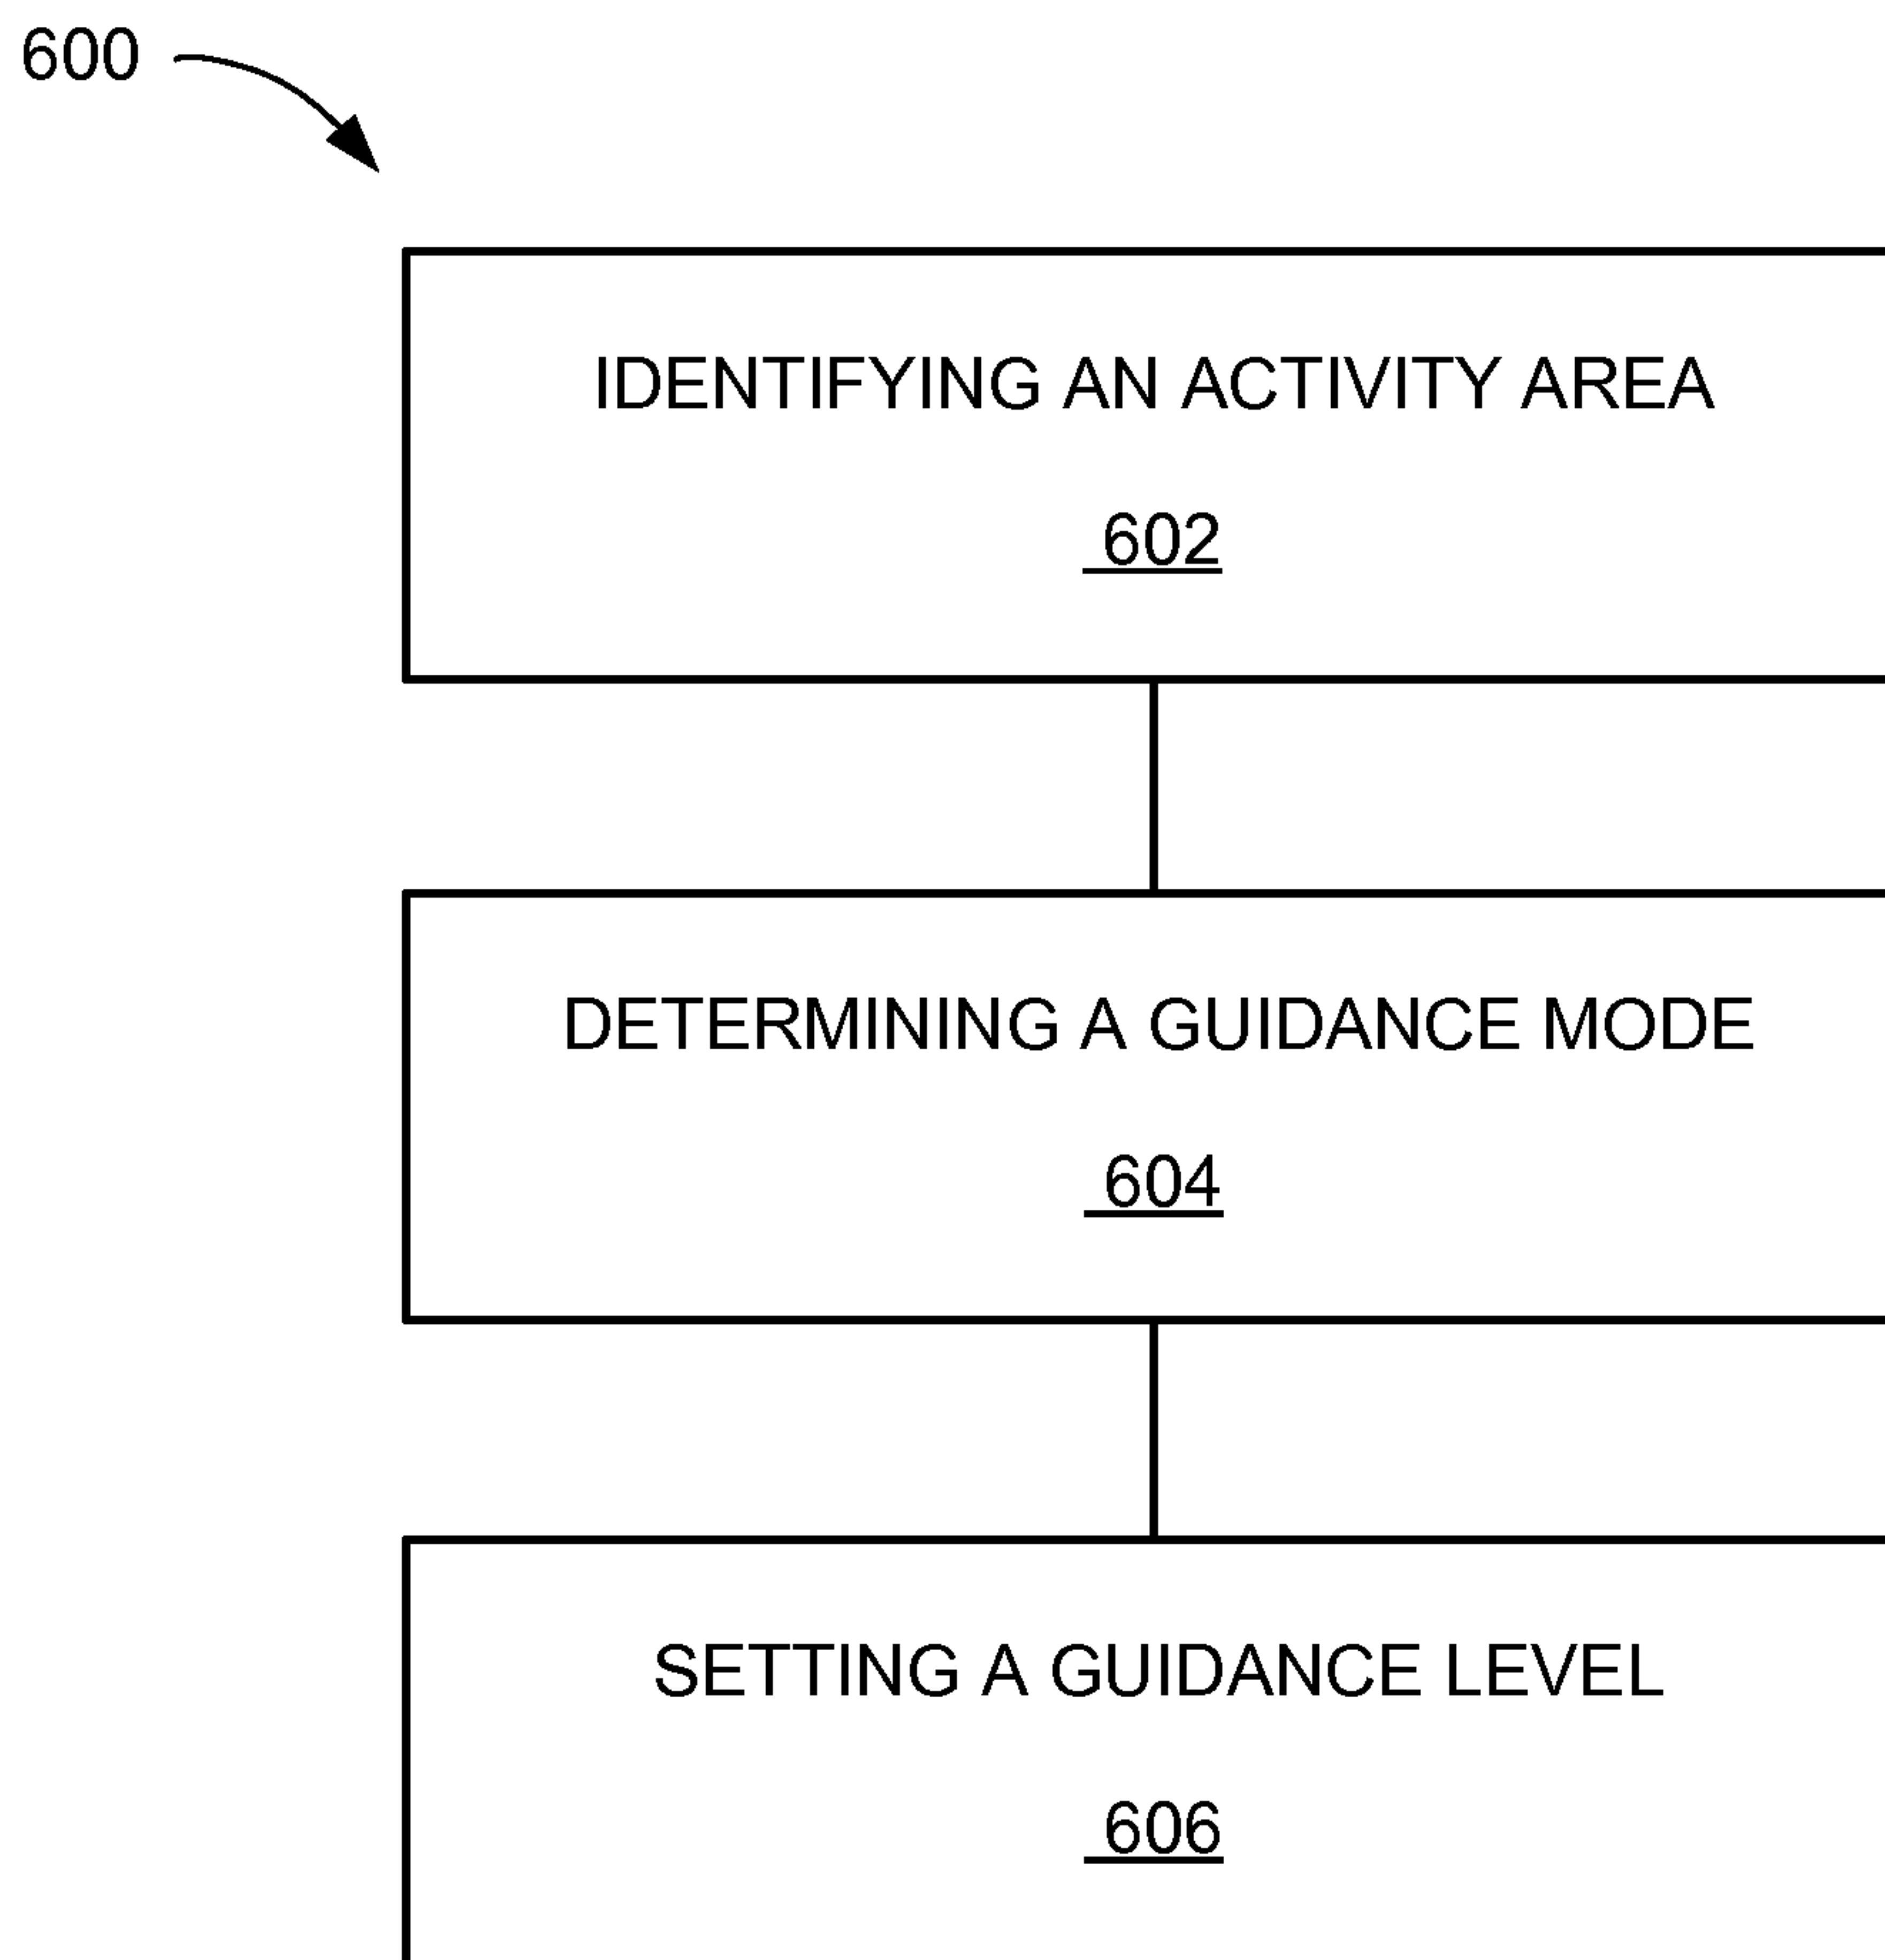 600
IDENTIFYING AN ACTIVITY AREA
602
DETERMINING A GUIDANCE MODE
604
SETTING A GUIDANCE LEVEL
606